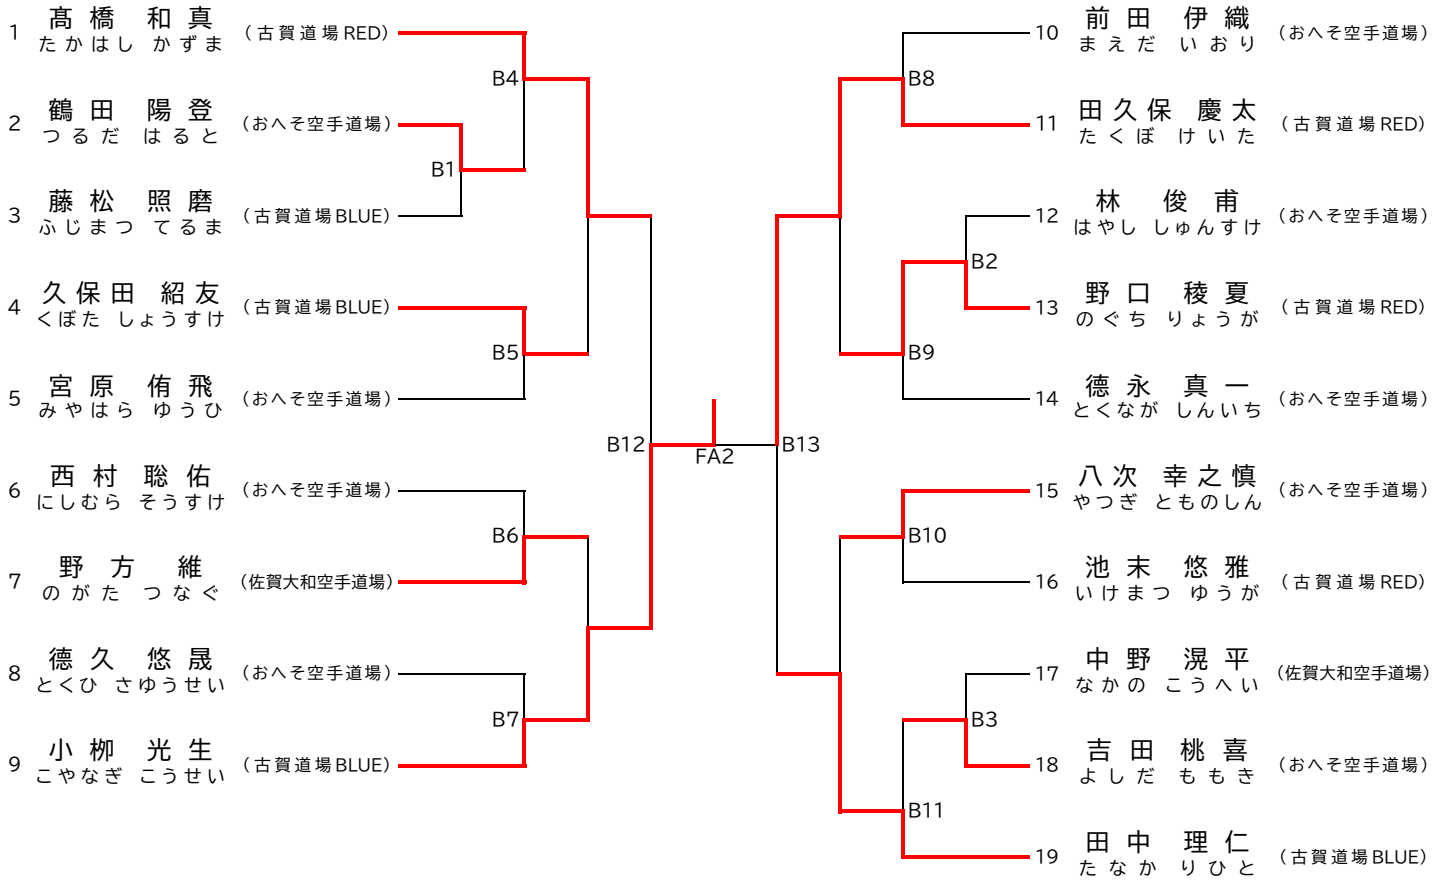 1 髙橋 和真 (古賀道場RED)
たかはし かずま
2 鶴田 陽登 (おへそ空手道場)
つるだ はると
3 藤松 照磨 (古賀道場BLUE)
ふじまつ てるま
4 久保田 紹友 (古賀道場BLUE)
くぼた しょうすけ
5 宮原 侑飛 (おへそ空手道場)
みやはら ゆうひ
6 西村 聡佑 (おへそ空手道場)
にしむら そうすけ
7 野方 維 (佐賀大和空手道場)
のがた つなぐ
8 德久 悠晟 (おへそ空手道場)
とくひ さゆうせい
9 小栁 光生 (古賀道場BLUE)
こやなぎ こうせい
B4
B1
B5
B6
B7
B12
FA2
B13
B8
B2
B9
B10
B3
B11
10 前田 伊織 (おへそ空手道場)
まえだ いおり
11 田久保 慶太 (古賀道場RED)
たくぼ けいた
12 林 俊甫 (おへそ空手道場)
はやし しゅんすけ
13 野口 稜夏 (古賀道場RED)
のぐち りょうが
14 德永 真一 (おへそ空手道場)
とくなが しんいち
15 八次 幸之慎 (おへそ空手道場)
やつぎ とものしん
16 池末 悠雅 (古賀道場RED)
いけまつ ゆうが
17 中野 滉平 (佐賀大和空手道場)
なかの こうへい
18 吉田 桃喜 (おへそ空手道場)
よしだ ももき
19 田中 理仁 (古賀道場BLUE)
たなか りひと